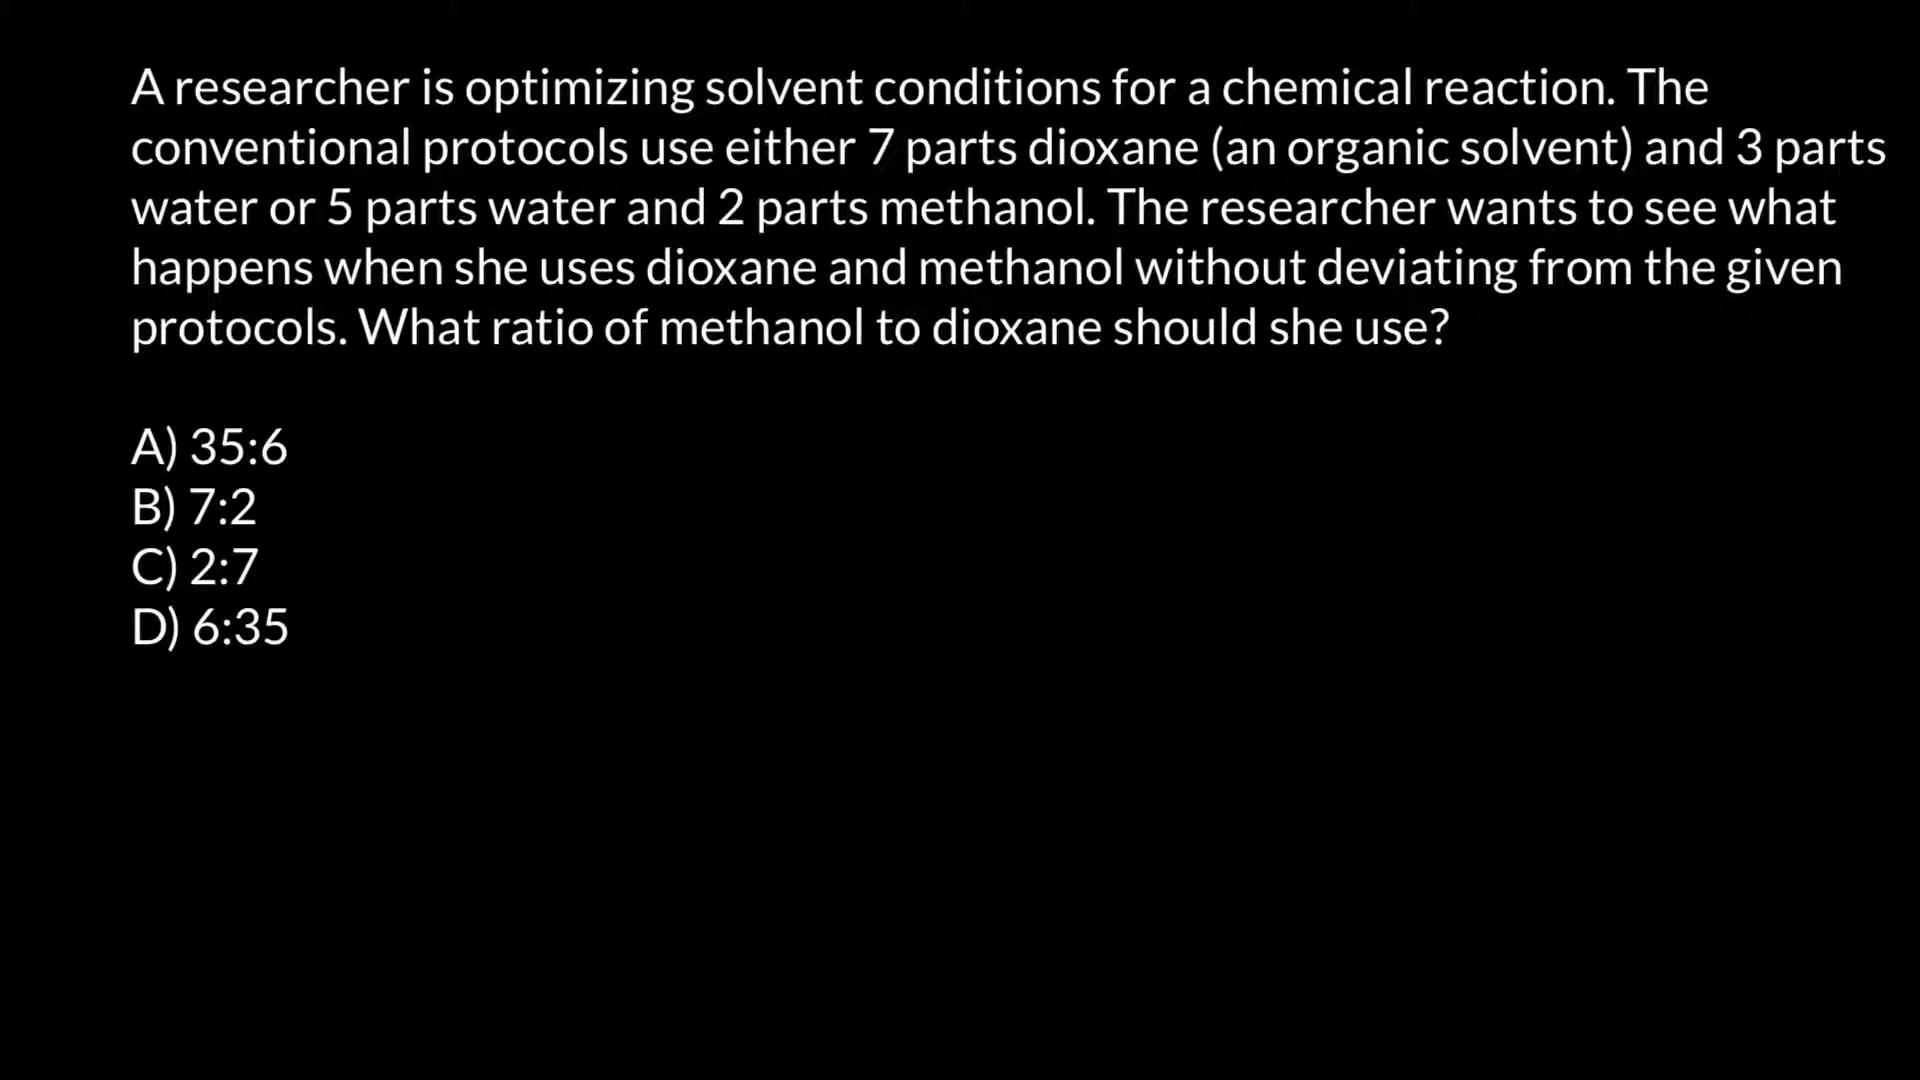 A researcher is optimizing solvent conditions for a chemical reaction. The
conventional protocols use either 7 parts dioxane (an organic solvent) and 3 parts
water or 5 parts water and 2 parts methanol. The researcher wants to see what
happens when she uses dioxane and methanol without deviating from the given
protocols. What ratio of methanol to dioxane should she use?
A) 35:6
B) 7:2
C) 2:7
D) 6:35